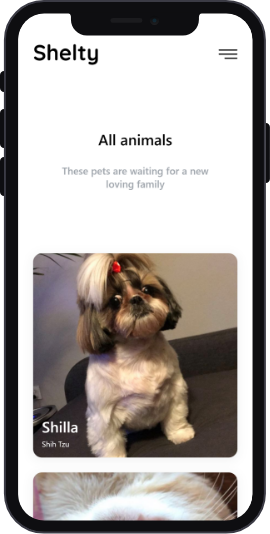 Shelty
All animals
These pets are waiting for a new
loving family
Shilla
Shih Tzu